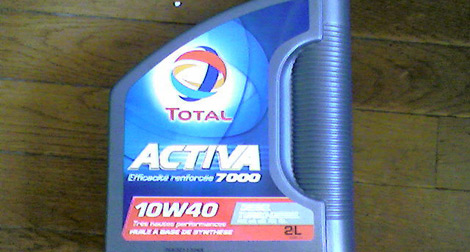 TOTAL
ACTIVA
Efficacité renforcée 7000
10W40
Très hautes performances
HUILE A BASE DE SYNTHÈSE
2L